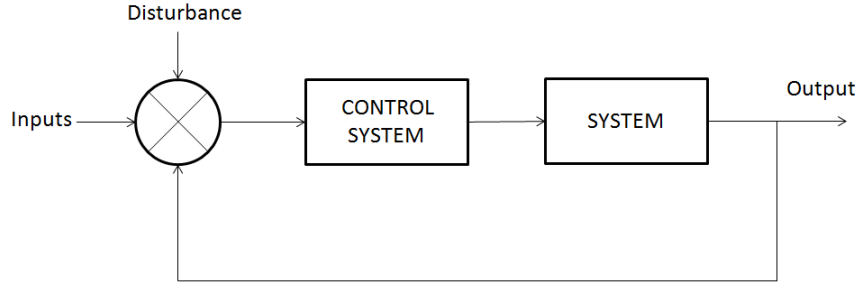 Disturbance
Inputs
CONTROL
SYSTEM
SYSTEM
Output